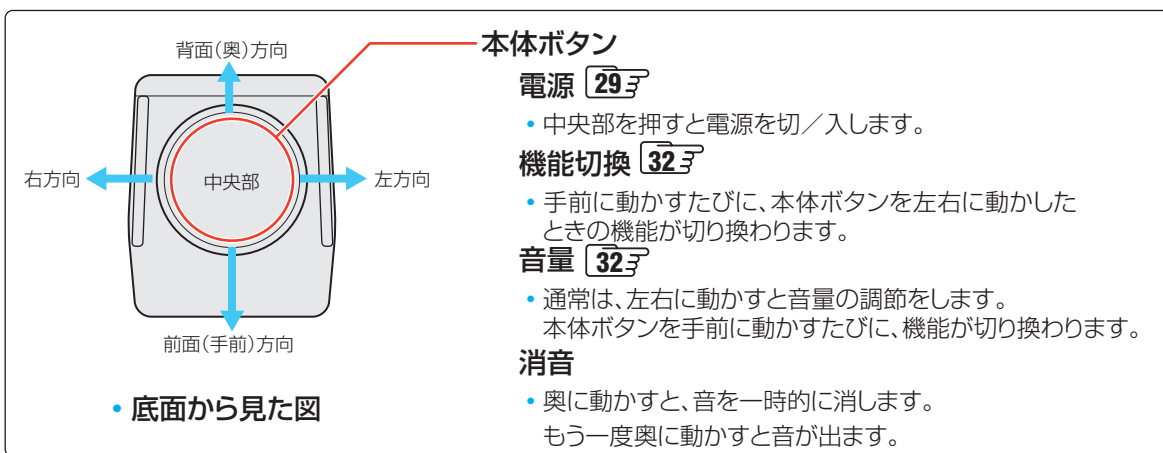 背面(奥)方向
右方向
中央部
左方向
前面(手前)方向
• 底面から見た図
本体ボタン
電源 29
• 中央部を押すと電源を切／入します。
機能切換 32
• 手前に動かすたびに、本体ボタンを左右に動かした
ときの機能が切り換わります。
音量 32
• 通常は、左右に動かすと音量の調節をします。
本体ボタンを手前に動かすたびに、機能が切り換わります。
消音
• 奥に動かすと、音を一時的に消します。
もう一度奥に動かすと音が出ます。